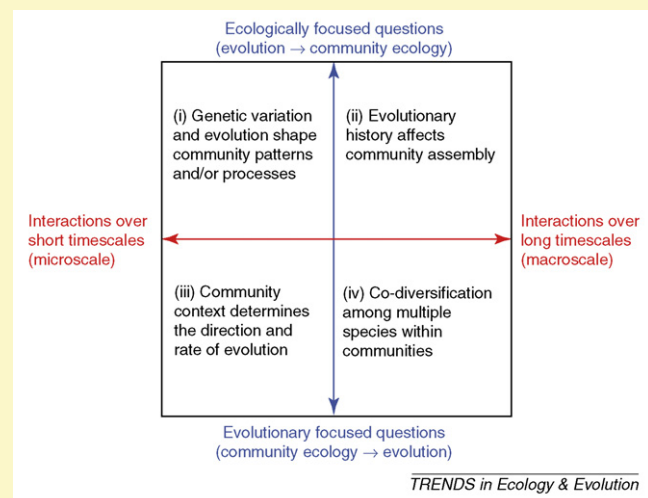 Ecologically focused questions
(evolution → community ecology)
(i) Genetic variation
and evolution shape
community patterns
and/or processes
(ii) Evolutionary
history affects
community assembly
Interactions over
short timescales
(microscale)
Interactions over
long timescales
(macroscale)
(iii) Community
context determines
the direction and
rate of evolution
(iv) Co-diversification
among multiple
species within
communities
Evolutionary focused questions
(community ecology → evolution)
TRENDS in Ecology & Evolution